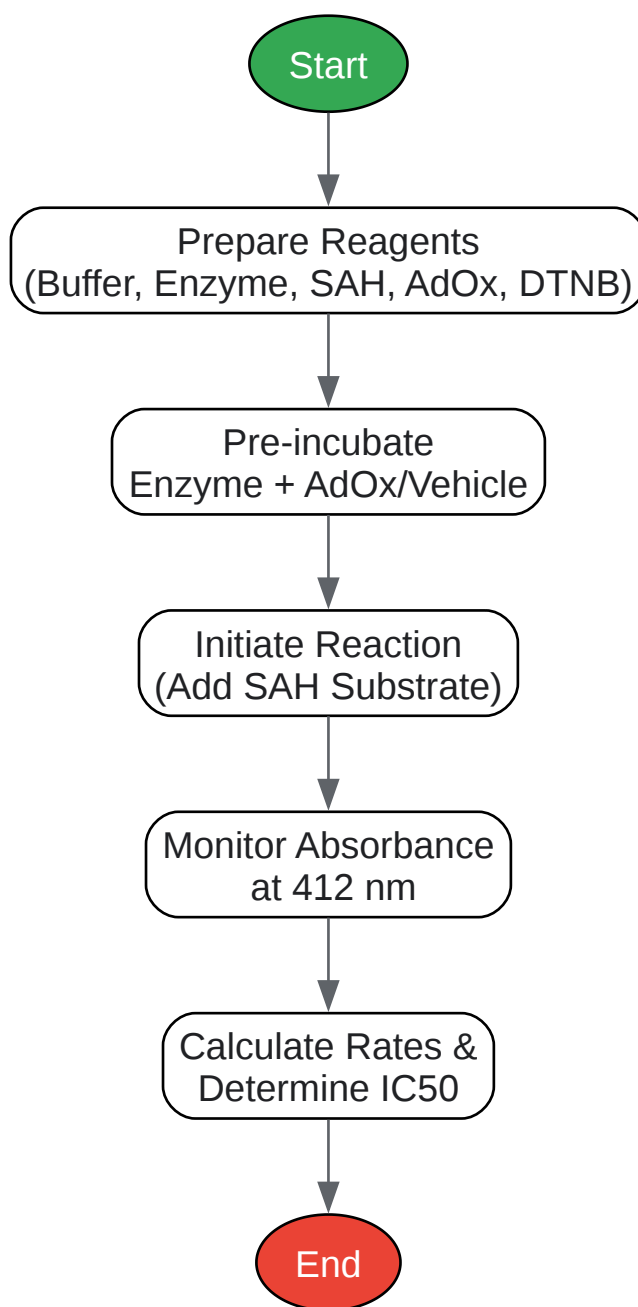 Start
Prepare Reagents
(Buffer, Enzyme, SAH, AdOx, DTNB)
Pre-incubate
Enzyme + AdOx/Vehicle
Initiate Reaction
(Add SAH Substrate)
Monitor Absorbance
at 412 nm
Calculate Rates &
Determine IC50
End